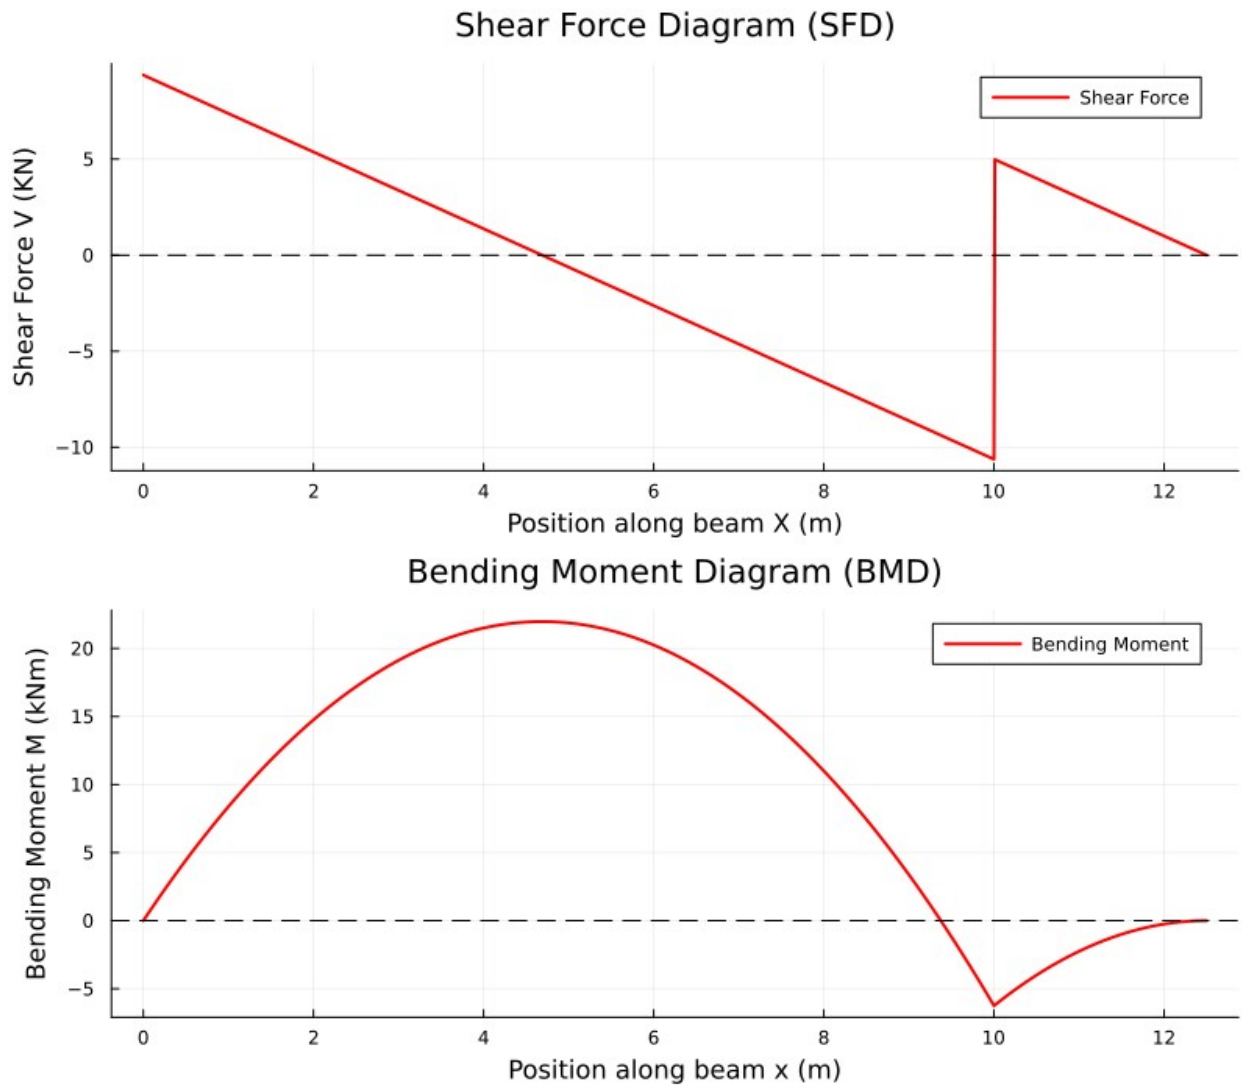 Shear Force Diagram (SFD)
Shear Force
Shear Force V (KN)
5
0
−5
−10
0 2 4 6 8 10 12
Position along beam X (m)
Bending Moment Diagram (BMD)
Bending Moment
Bending Moment M (kNm)
20
15
10
5
0
−5
0 2 4 6 8 10 12
Position along beam x (m)